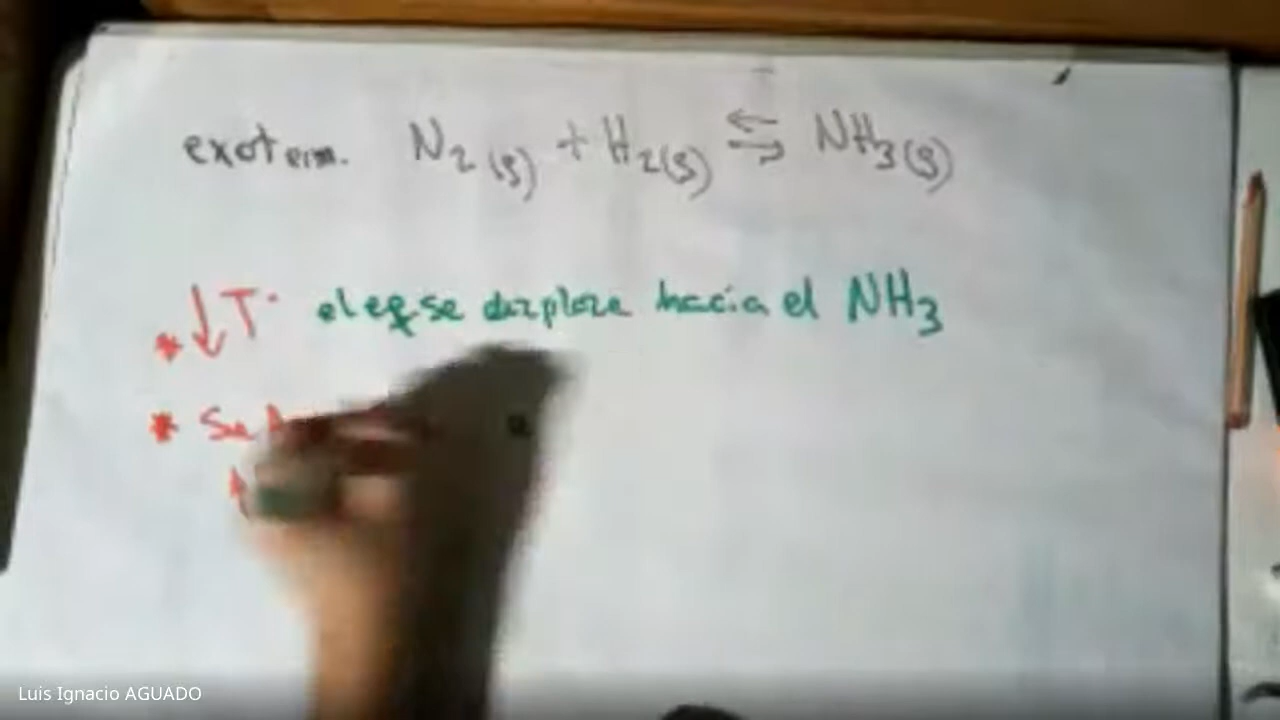 exoterm. N₂(g) + H₂(g) ⇆ NH₃(g)
* ↓ T· el eq se desplaza hacia el NH₃
* Se
Luis Ignacio AGUADO